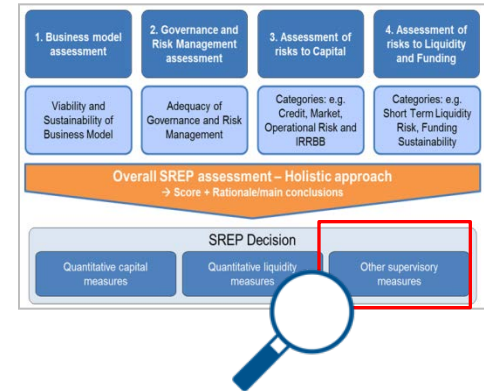 1. Business model
assessment
2. Governance and
Risk Management
assessment
3. Assessment of
risks to Capital
4. Assessment of
risks to Liquidity
and Funding
Viability and
Sustainability of
Business Model
Adequacy of
Governance and Risk
Management
Categories: e.g.
Credit, Market,
Operational Risk and
IRRBB
Categories: e.g.
Short Term Liquidity
Risk, Funding
Sustainability
Overall SREP assessment – Holistic approach
→ Score + Rationale/main conclusions
SREP Decision
Quantitative capital
measures
Quantitative liquidity
measures
Other supervisory
measures